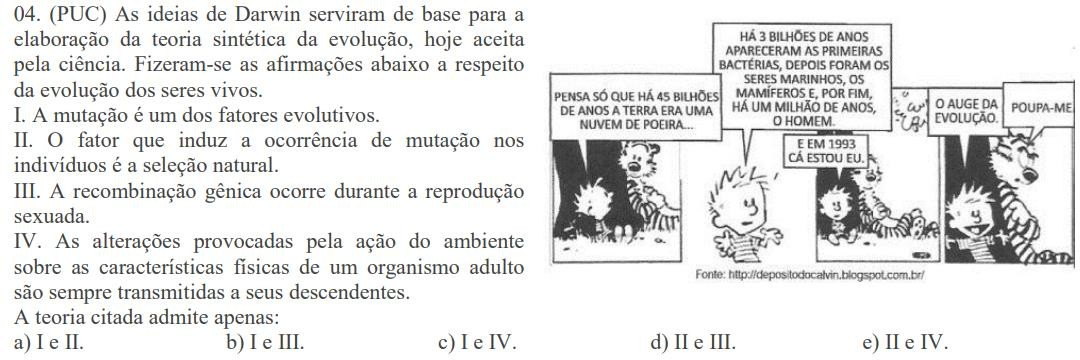 04. (PUC) As ideias de Darwin serviram de base para a
elaboração da teoria sintética da evolução, hoje aceita
pela ciência. Fizeram-se as afirmações abaixo a respeito
da evolução dos seres vivos.
I. A mutação é um dos fatores evolutivos.
II. O fator que induz a ocorrência de mutação nos
indivíduos é a seleção natural.
III. A recombinação gênica ocorre durante a reprodução
sexuada.
IV. As alterações provocadas pela ação do ambiente
sobre as características físicas de um organismo adulto
são sempre transmitidas a seus descendentes.
A teoria citada admite apenas:
a) I e II. b) I e III. c) I e IV. d) II e III. e) II e IV.
PENSA SÓ QUE HÁ 45 BILHÕES
DE ANOS A TERRA ERA UMA
NUVEM DE POEIRA...
HÁ 3 BILHÕES DE ANOS
APARECERAM AS PRIMEIRAS
BACTÉRIAS, DEPOIS FORAM OS
SERES MARINHOS, OS
MAMÍFEROS E, POR FIM,
HÁ UM MILHÃO DE ANOS,
O HOMEM.
E EM 1993
CÁ ESTOU EU.
O AUGE DA
EVOLUÇÃO.
POUPA-ME
Fonte: http://depositodocalvin.blogspot.com.br/